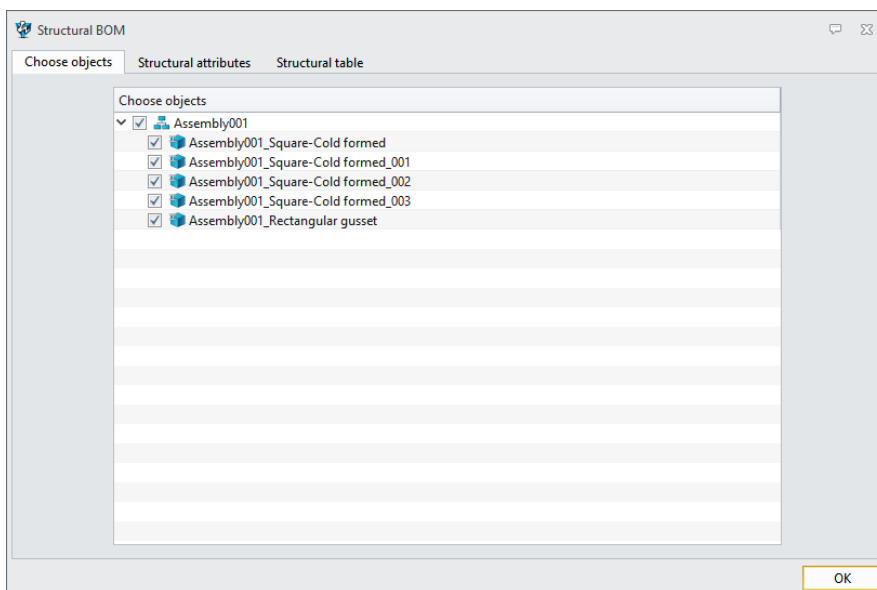 Structural BOM
Choose objects Structural attributes Structural table
Choose objects
Assembly001
Assembly001_Square-Cold formed
Assembly001_Square-Cold formed_001
Assembly001_Square-Cold formed_002
Assembly001_Square-Cold formed_003
Assembly001_Rectangular gusset
OK